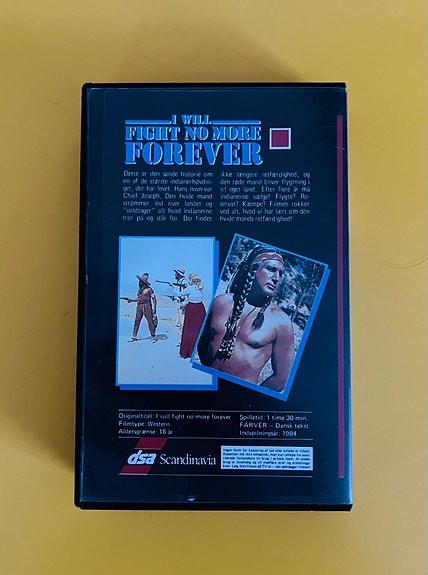 I WILL
FIGHT NO MORE
FOREVER
Dette er den sande historie om
en af de største indianerhøvdin-
ger, der har levet. Hans navn var
Chief Joseph. Den hvide mand
strømmer ind over landet og
"voldtager" alt hvad indianerne
tror på og står for. Der findes
ikke længere retfærdighed, og
den røde mand bliver flygtning i
sit eget land... Efter flere år må
indianerne vælge! Flygte? Re-
servat? Kæmpe? Filmen rokker
ved alt, hvad vi har lært om den
hvide mands retfærdighed!
Originaltitel: I will fight no more forever
Filmtype: Western
Aldersgrænse: 16 år
Spilletid: 1 time 30 min.
FARVER – Dansk tekst
Indspilningsår: 1984
dsa Scandinavia